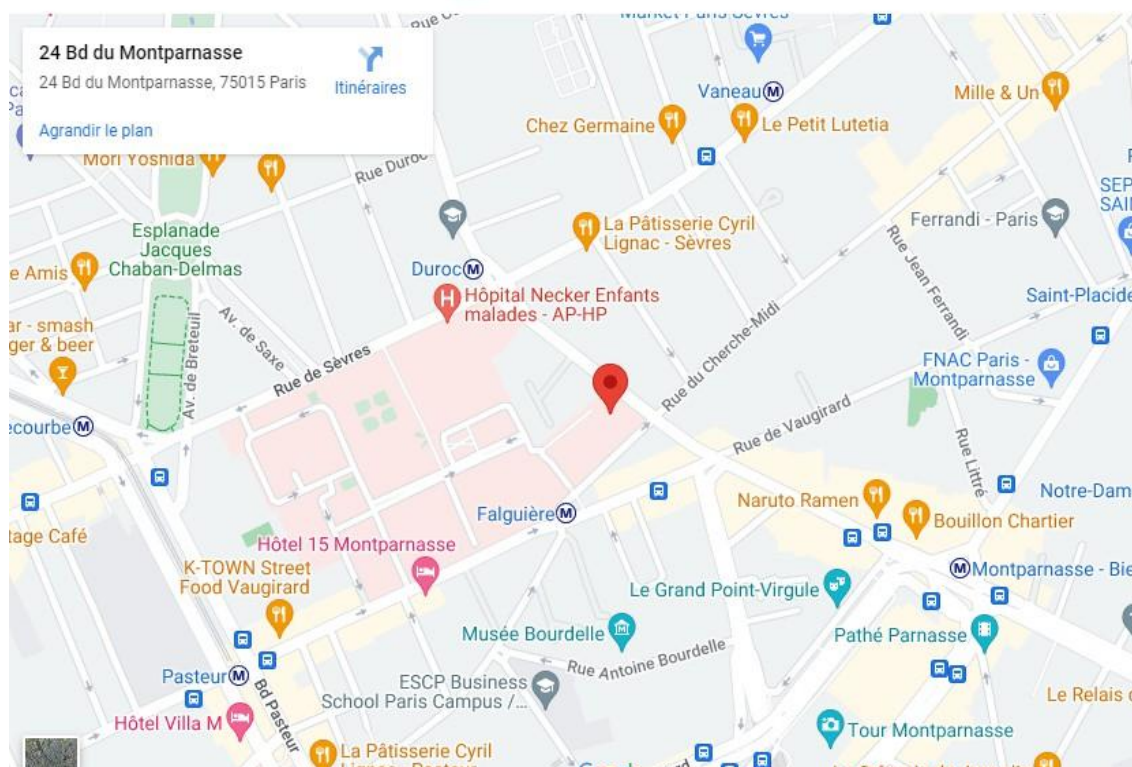 24 Bd du Montparnasse
24 Bd du Montparnasse, 75015 Paris
Itinéraires
Agrandir le plan
Vaneau
M
Mille & Un
Chez Germaine
Le Petit Lutetia
Mori Yoshida
Rue Duroc
La Pâtisserie Cyril
Lignac - Sèvres
Ferrandi - Paris
Esplanade
Jacques
Chaban-Delmas
Duroc
M
Rue Jean Ferrandi
Hôpital Necker Enfants
malades - AP-HP
H
Saint-Placide
Av. de Saxe
Av. de Breteuil
Rue de Sèvres
Rue du Cherche-Midi
FNAC Paris -
Montparnasse
ecourbe
M
Rue de Vaugirard
Rue Littré
Naruto Ramen
Bouillon Chartier
Notre-Dam
Falguière
M
tage Café
Hôtel 15 Montparnasse
K-TOWN Street
Food Vaugirard
M
Montparnasse - Bie
Le Grand Point-Virgule
Musée Bourdelle
Pathé Parnasse
Rue Antoine Bourdelle
Pasteur
M
Bd Pasteur
ESCP Business
School Paris Campus /...
Le Relais
Hôtel Villa M
Tour Montparnasse
La Pâtisserie Cyril